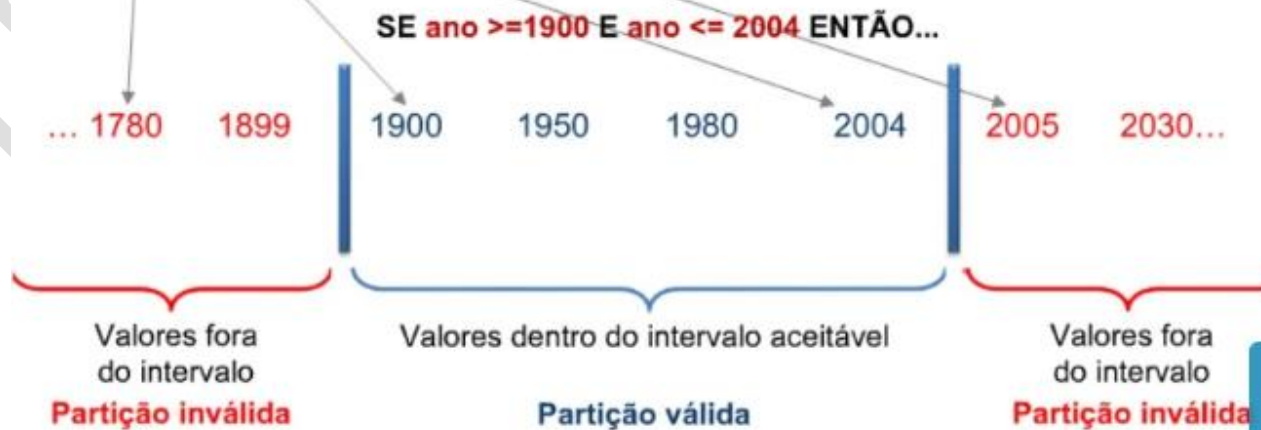 SE ano >=1900 E ano <= 2004 ENTÃO...
... 1780 1899 1900 1950 1980 2004 2005 2030...
Valores fora do intervalo
Partição inválida
Valores dentro do intervalo aceitável
Partição válida
Valores fora do intervalo
Partição inválida